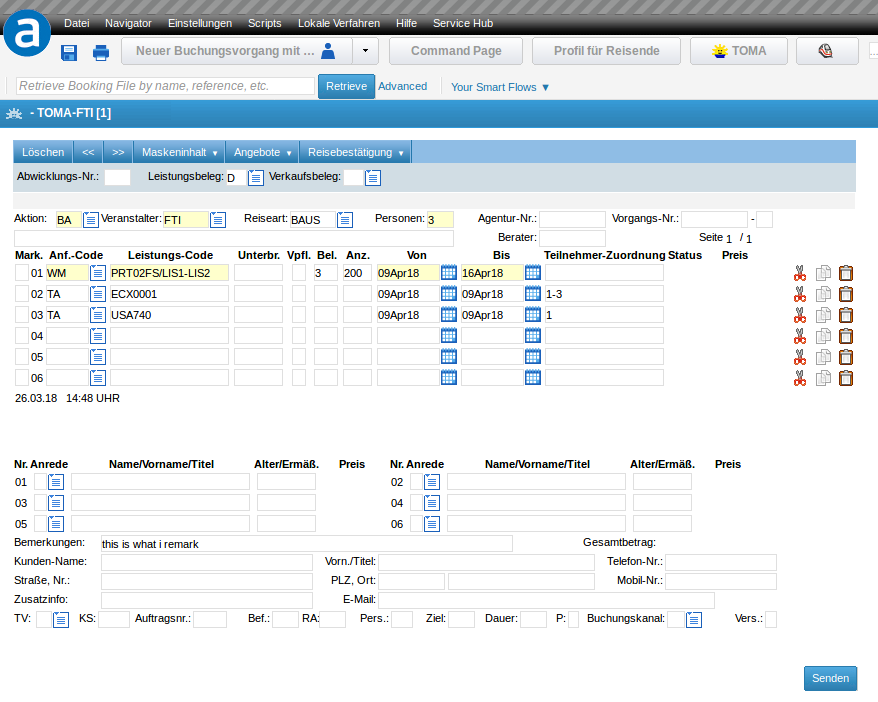 a
Datei Navigator Einstellungen Scripts Lokale Verfahren Hilfe Service Hub
Neuer Buchungsvorgang mit ... Command Page Profil für Reisende TOMA ...
Retrieve Booking File by name, reference, etc. Retrieve Advanced Your Smart Flows ▼
- TOMA-FTI [1]
Löschen << >> Maskeninhalt ▼ Angebote ▼ Reisebestätigung ▼
Abwicklungs-Nr.: Leistungsbeleg: D Verkaufsbeleg:
Aktion: BA Veranstalter: FTI Reiseart: BAUS Personen: 3 Agentur-Nr.: Vorgangs-Nr.: -
Berater: Seite 1 / 1
Mark. Anf.-Code Leistungs-Code Unterbr. Vpfl. Bel. Anz. Von Bis Teilnehmer-Zuordnung Status Preis
01 WM PRT02FS/LIS1-LIS2 3 200 09Apr18 16Apr18
02 TA ECX0001 09Apr18 09Apr18 1-3
03 TA USA740 09Apr18 09Apr18 1
04
05
06
26.03.18 14:48 UHR
Nr. Anrede Name/Vorname/Titel Alter/Ermäß. Preis Nr. Anrede Name/Vorname/Titel Alter/Ermäß. Preis
01 02
03 04
05 06
Bemerkungen: this is what i remark Gesamtbetrag:
Kunden-Name: Vorn./Titel: Telefon-Nr.:
Straße, Nr.: PLZ, Ort: Mobil-Nr.:
Zusatzinfo: E-Mail:
TV: KS: Auftragsnr.: Bef.: RA: Pers.: Ziel: Dauer: P: Buchungskanal: Vers.:
Senden